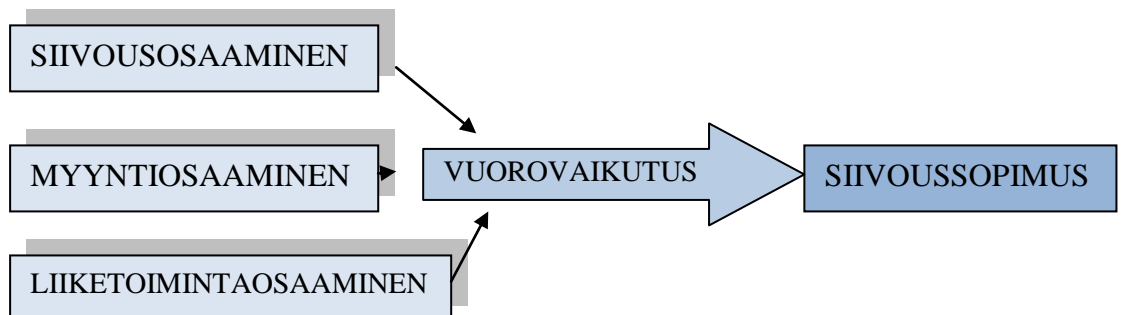 SIIVOUSOSAAMINEN
MYYNTIOSAAMINEN
LIIKETOIMINTAOSAAMINEN
VUOROVAIKUTUS
SIIVOUSSOPIMUS